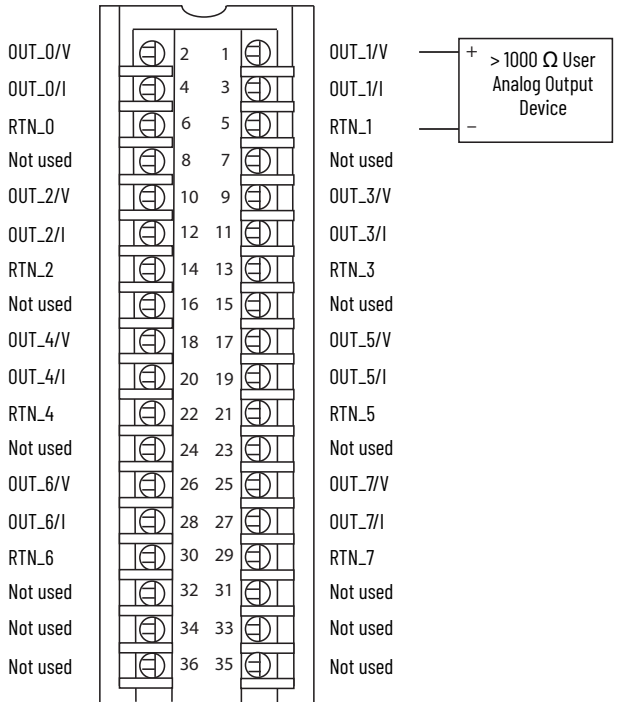 OUT_0/V 2 1 OUT_1/V + > 1000 Ω User
OUT_0/I 4 3 OUT_1/I Analog Output
Device
RTN_0 6 5 RTN_1 –
Not used 8 7 Not used
OUT_2/V 10 9 OUT_3/V
OUT_2/I 12 11 OUT_3/I
RTN_2 14 13 RTN_3
Not used 16 15 Not used
OUT_4/V 18 17 OUT_5/V
OUT_4/I 20 19 OUT_5/I
RTN_4 22 21 RTN_5
Not used 24 23 Not used
OUT_6/V 26 25 OUT_7/V
OUT_6/I 28 27 OUT_7/I
RTN_6 30 29 RTN_7
Not used 32 31 Not used
Not used 34 33 Not used
Not used 36 35 Not used